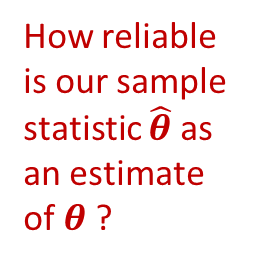 How reliable
is our sample
statistic θ̂ as
an estimate
of θ ?